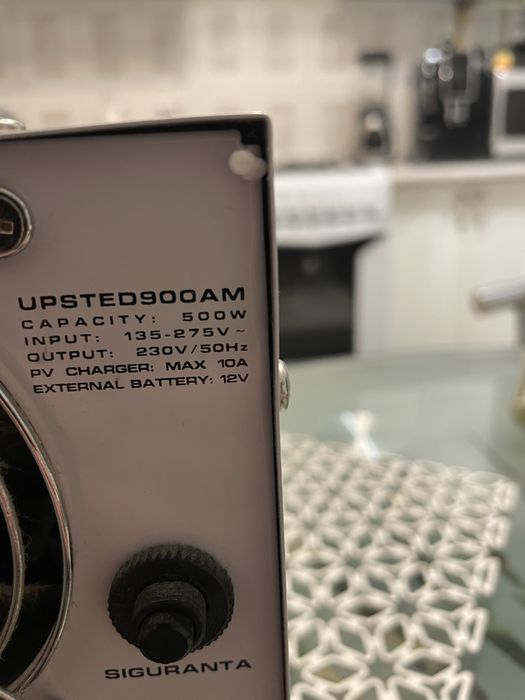 UPSTED900AM
CAPACITY: 500W
INPUT: 135-275V~
OUTPUT: 230V/50Hz
PV CHARGER: MAX 10A
EXTERNAL BATTERY: 12V
SIGURANTA